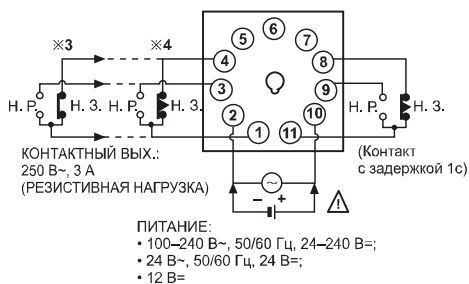 ※3
※4
6
5
7
4
8
3
9
2
10
1
11
Н. Р.
Н. З.
Н. Р.
Н. З.
Н. Р.
Н. З.
КОНТАКТНЫЙ ВЫХ.:
250 В~, 3 А
(РЕЗИСТИВНАЯ НАГРУЗКА)
(Контакт
с задержкой 1с)
~
− +
!
ПИТАНИЕ:
• 100–240 В~, 50/60 Гц, 24–240 В=;
• 24 В~, 50/60 Гц, 24 В=;
• 12 В=